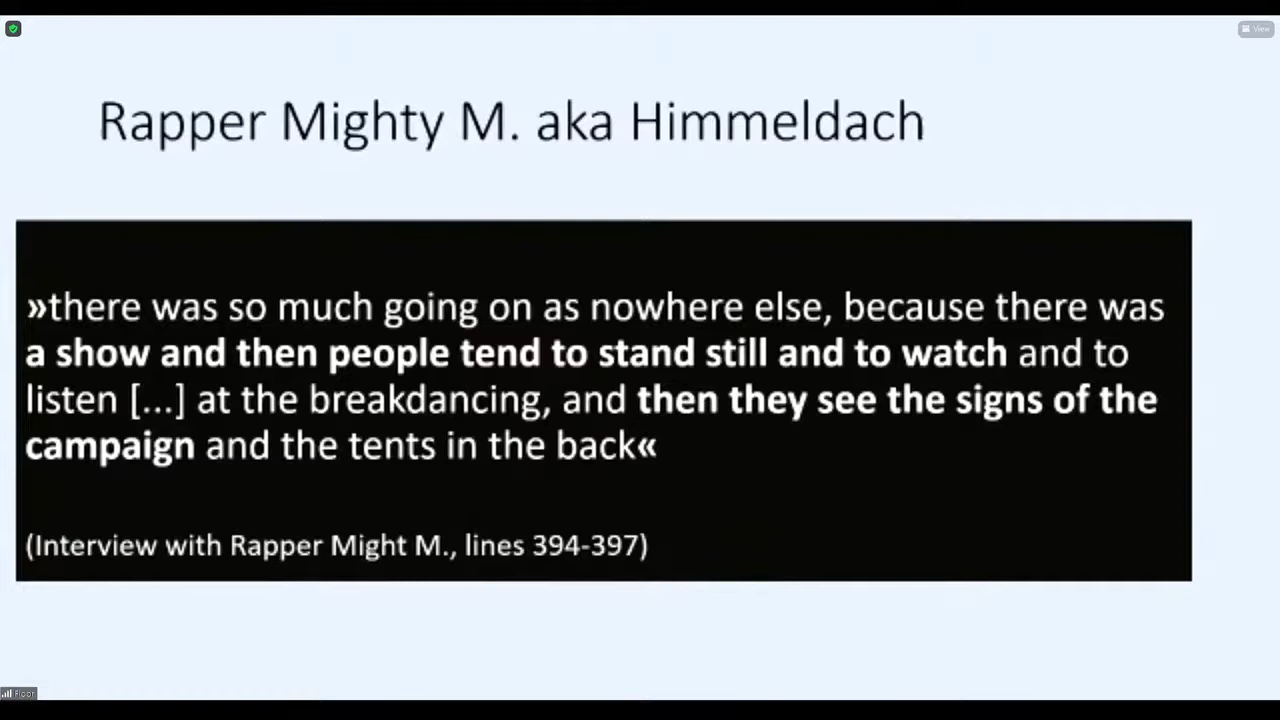 View
Rapper Mighty M. aka Himmeldach
»there was so much going on as nowhere else, because there was
a show and then people tend to stand still and to watch and to
listen [...] at the breakdancing, and then they see the signs of the
campaign and the tents in the back«
(Interview with Rapper Might M., lines 394-397)
Floor